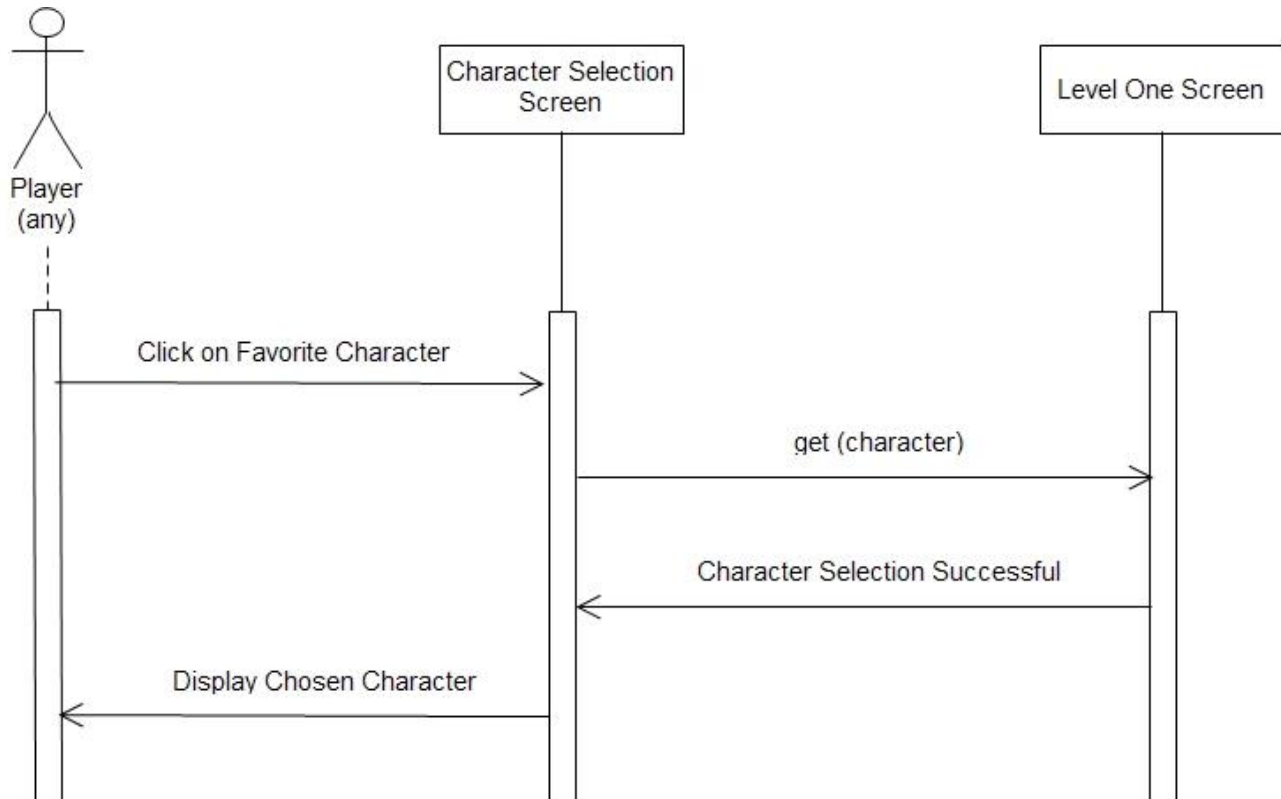 Character Selection
Screen
Level One Screen
Player
(any)
Click on Favorite Character
get (character)
Character Selection Successful
Display Chosen Character